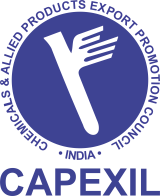 CHEMICALS & ALLIED PRODUCTS EXPORT PROMOTION COUNCIL
• INDIA •
CAPEXIL